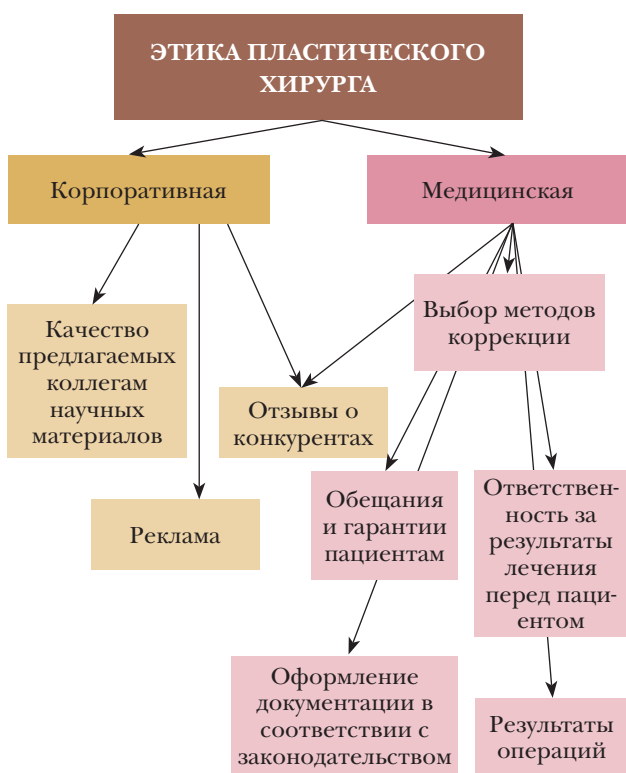 ЭТИКА ПЛАСТИЧЕСКОГО
ХИРУРГА
Корпоративная
Медицинская
Качество
предлагаемых
коллегам
научных
материалов
Выбор методов
коррекции
Отзывы о
конкурентах
Реклама
Обещания
и гарантии
пациентам
Ответствен-
ность за
результаты
лечения
перед паци-
ентом
Оформление
документации в
соответствии с
законодательством
Результаты
операций